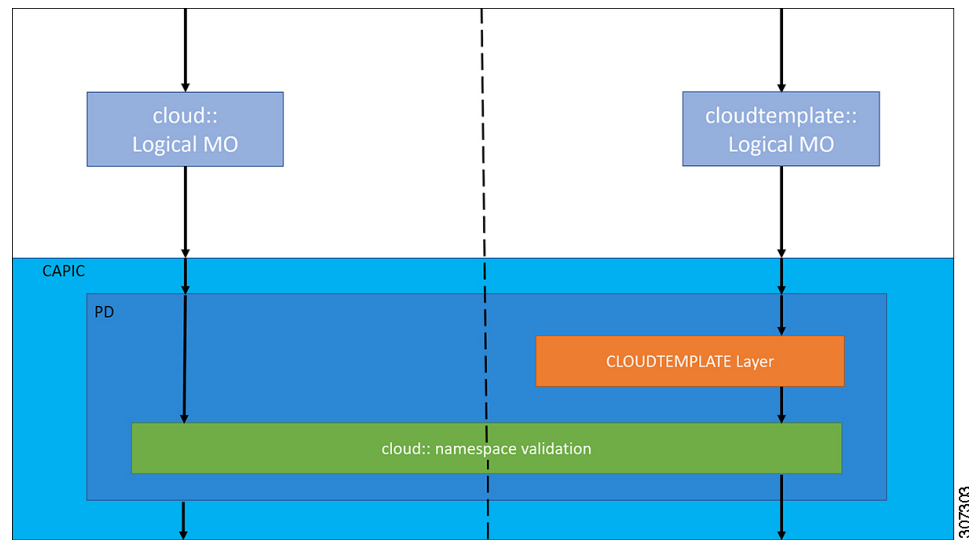 cloud::
Logical MO
cloudtemplate::
Logical MO
CAPIC
PD
CLOUDTEMPLATE Layer
cloud:: namespace validation
307303